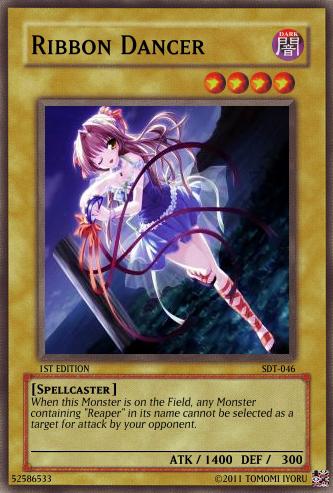 RIBBON DANCER
DARK
闇
1ST EDITION
SDT-046
[SPELLCASTER]
When this Monster is on the Field, any Monster
containing "Reaper" in its name cannot be selected as a
target for attack by your opponent.
ATK / 1400 DEF / 300
52586533
©2011 TOMOMI IYORU